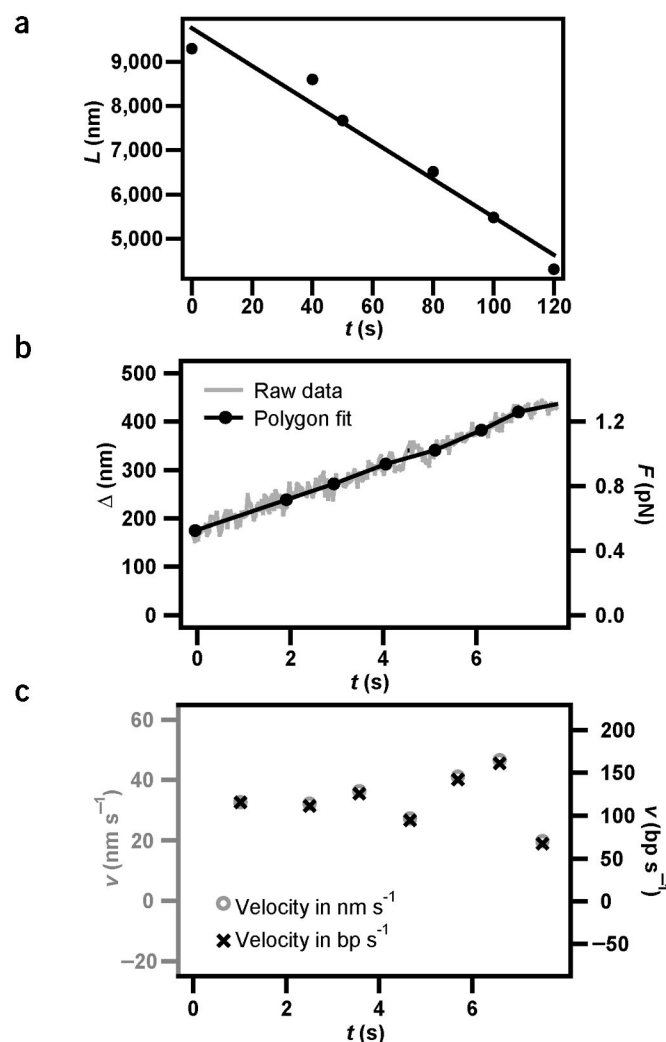 a
9,000
8,000
7,000
6,000
5,000
L (nm)
0 20 40 60 80 100 120
t (s)
b
500
400
300
200
100
0
Δ (nm)
Raw data
Polygon fit
1.2
0.8
0.4
0.0
F (pN)
0 2 4 6
t (s)
c
60
40
20
0
−20
v (nm s⁻¹)
Velocity in nm s⁻¹
Velocity in bp s⁻¹
200
150
100
50
0
−50
v (bp s⁻¹)
0 2 4 6
t (s)